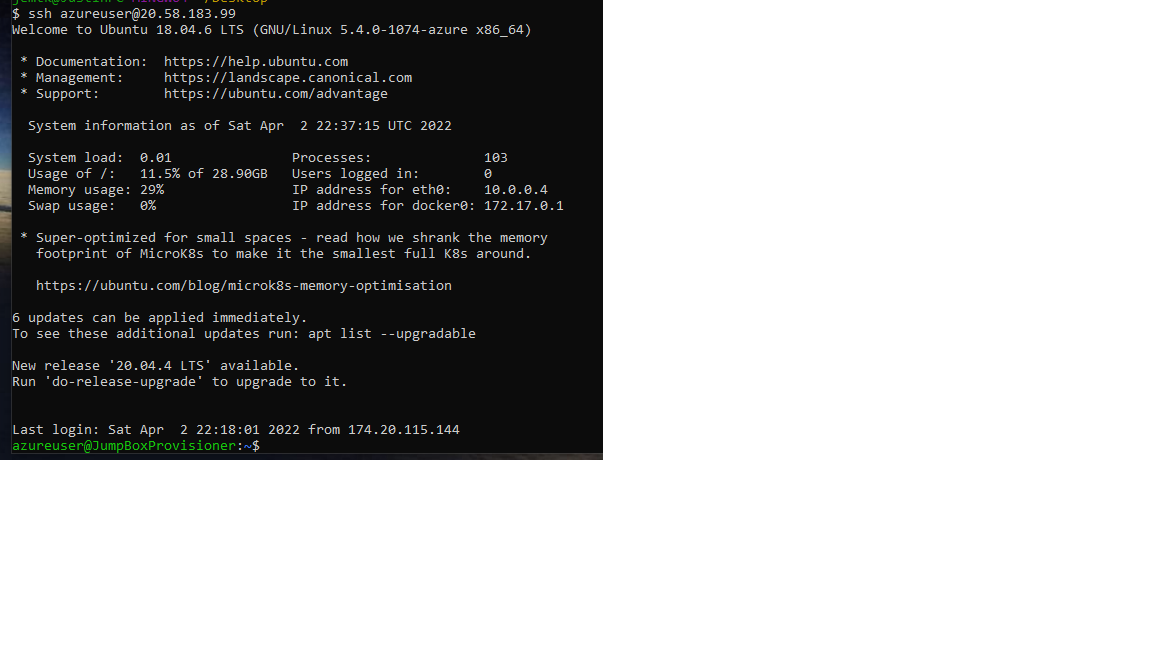 $ ssh azureuser@20.58.183.99
Welcome to Ubuntu 18.04.6 LTS (GNU/Linux 5.4.0-1074-azure x86_64)
* Documentation:  https://help.ubuntu.com
* Management:     https://landscape.canonical.com
* Support:        https://ubuntu.com/advantage
System information as of Sat Apr  2 22:37:15 UTC 2022
System load:  0.01               Processes:              103
Usage of /:   11.5% of 28.90GB   Users logged in:        0
Memory usage: 29%                IP address for eth0:    10.0.0.4
Swap usage:   0%                 IP address for docker0: 172.17.0.1
* Super-optimized for small spaces - read how we shrank the memory
footprint of MicroK8s to make it the smallest full K8s around.
https://ubuntu.com/blog/microk8s-memory-optimisation
6 updates can be applied immediately.
To see these additional updates run: apt list --upgradable
New release '20.04.4 LTS' available.
Run 'do-release-upgrade' to upgrade to it.
Last login: Sat Apr  2 22:18:01 2022 from 174.20.115.144
azureuser@JumpBoxProvisioner:~$